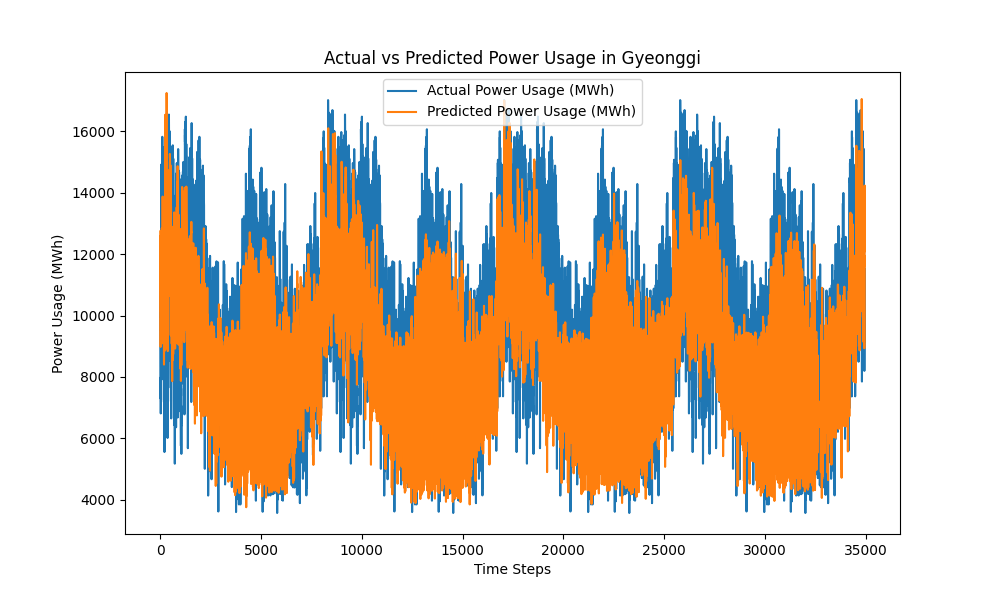 Actual vs Predicted Power Usage in Gyeonggi
Actual Power Usage (MWh)
Predicted Power Usage (MWh)
16000
14000
12000
10000
8000
6000
4000
Power Usage (MWh)
0 5000 10000 15000 20000 25000 30000 35000
Time Steps